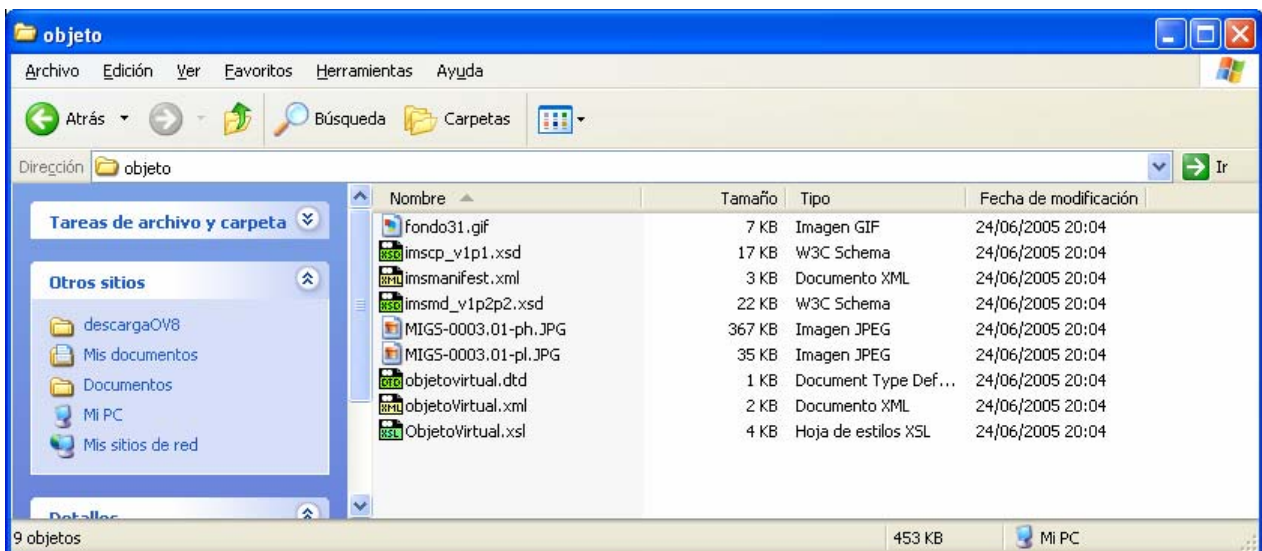 objeto
Archivo Edición Ver Favoritos Herramientas Ayuda
Atrás Búsqueda Carpetas
Dirección objeto Ir
Nombre Tamaño Tipo Fecha de modificación
Tareas de archivo y carpeta
fondo31.gif 7 KB Imagen GIF 24/06/2005 20:04
XSD imscp_v1p1.xsd 17 KB W3C Schema 24/06/2005 20:04
Otros sitios
XML imsmanifest.xml 3 KB Documento XML 24/06/2005 20:04
XSD imsmd_v1p2p2.xsd 22 KB W3C Schema 24/06/2005 20:04
descargaOV8
MIGS-0003.01-ph.JPG 367 KB Imagen JPEG 24/06/2005 20:04
Mis documentos
MIGS-0003.01-pl.JPG 35 KB Imagen JPEG 24/06/2005 20:04
Documentos
DTD objetovirtual.dtd 1 KB Document Type Def... 24/06/2005 20:04
Mi PC
XML objetoVirtual.xml 2 KB Documento XML 24/06/2005 20:04
Mis sitios de red
XSL ObjetoVirtual.xsl 4 KB Hoja de estilos XSL 24/06/2005 20:04
Detalles
9 objetos 453 KB Mi PC